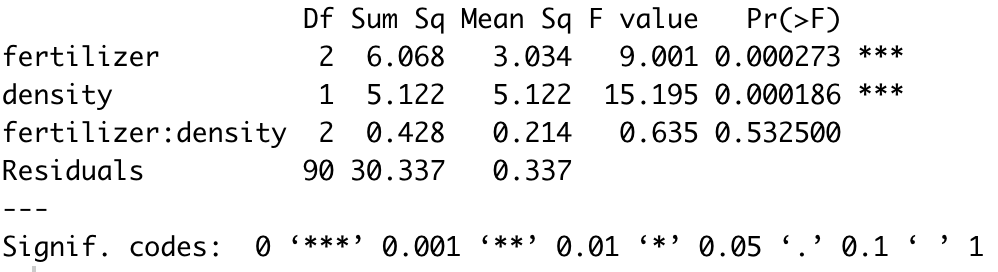 Df Sum Sq Mean Sq F value Pr(>F)
fertilizer 2 6.068 3.034 9.001 0.000273 ***
density 1 5.122 5.122 15.195 0.000186 ***
fertilizer:density 2 0.428 0.214 0.635 0.532500
Residuals 90 30.337 0.337
---
Signif. codes: 0 ‘***’ 0.001 ‘**’ 0.01 ‘*’ 0.05 ‘.’ 0.1 ‘ ’ 1